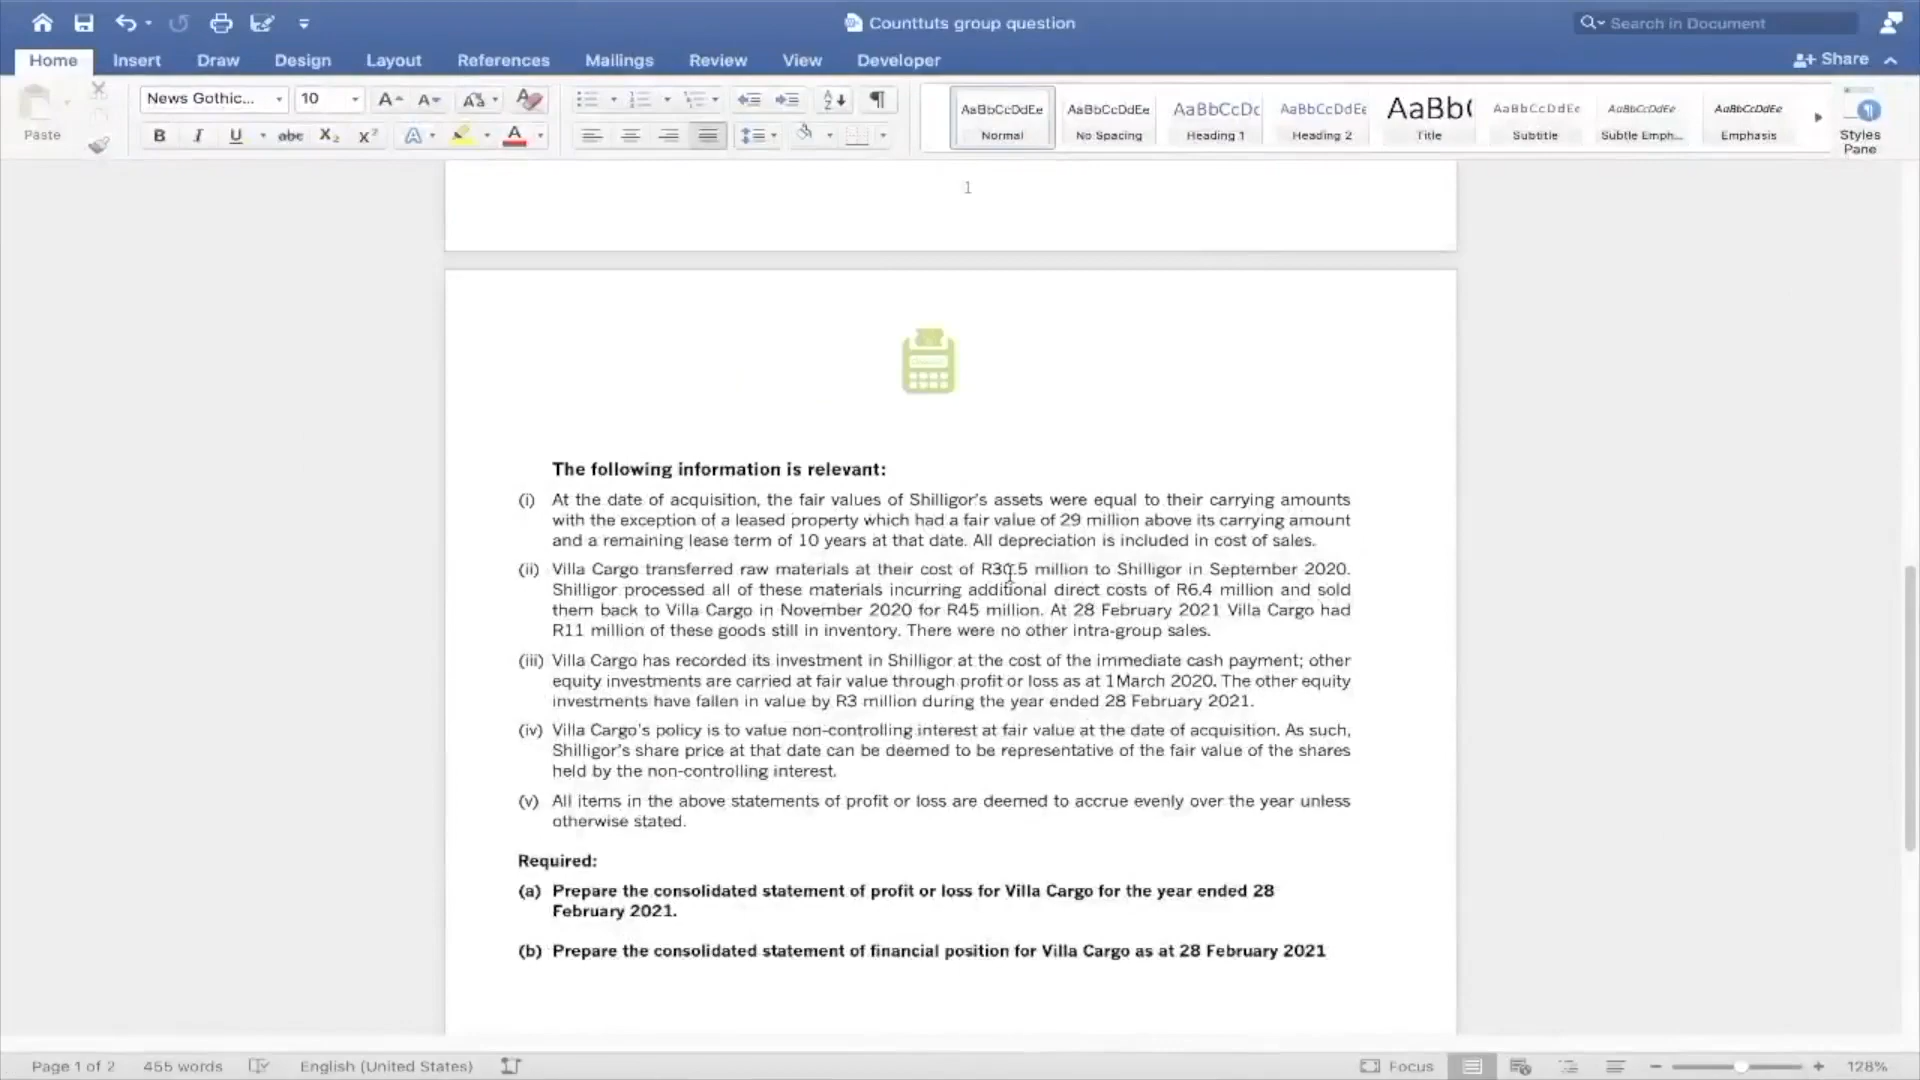 Counttuts group question
Search in Document
Home Insert Draw Design Layout References Mailings Review View Developer
Share
Paste
News Gothic...
10
AaBbCcDdEe Normal
AaBbCcDdEe No Spacing
AaBbCcDc Heading 1
AaBbCcDdEe Heading 2
AaBb( Title
AaBbCcDdEe Subtitle
AaBbCcDdEe Subtle Emph...
AaBbCcDdEe Emphasis
Styles
Pane
1
The following information is relevant:
(i) At the date of acquisition, the fair values of Shilligor's assets were equal to their carrying amounts
with the exception of a leased property which had a fair value of 29 million above its carrying amount
and a remaining lease term of 10 years at that date. All depreciation is included in cost of sales.
(ii) Villa Cargo transferred raw materials at their cost of million to Shilligor in September 2020.
Shilligor processed all of these materials incurring additional direct costs of R6.4 million and sold
them back to Villa Cargo in November 2020 for R45 million. At 28 February 2021 Villa Cargo had
R11 million of these goods still in inventory. There were no other intra-group sales.
(iii) Villa Cargo has recorded its investment in Shilligor at the cost of the immediate cash payment; other
equity investments are carried at fair value through profit or loss as at 1March 2020. The other equity
investments have fallen in value by R3 million during the year ended 28 February 2021.
(iv) Villa Cargo's policy is to value non-controlling interest at fair value at the date of acquisition. As such,
Shilligor's share price at that date can be deemed to be representative of the fair value of the shares
held by the non-controlling interest.
(v) All items in the above statements of profit or loss are deemed to accrue evenly over the year unless
otherwise stated.
Required:
(a) Prepare the consolidated statement of profit or loss for Villa Cargo for the year ended 28
February 2021.
(b) Prepare the consolidated statement of financial position for Villa Cargo as at 28 February 2021
Page 1 of 2 455 words English (United States) Focus 128%